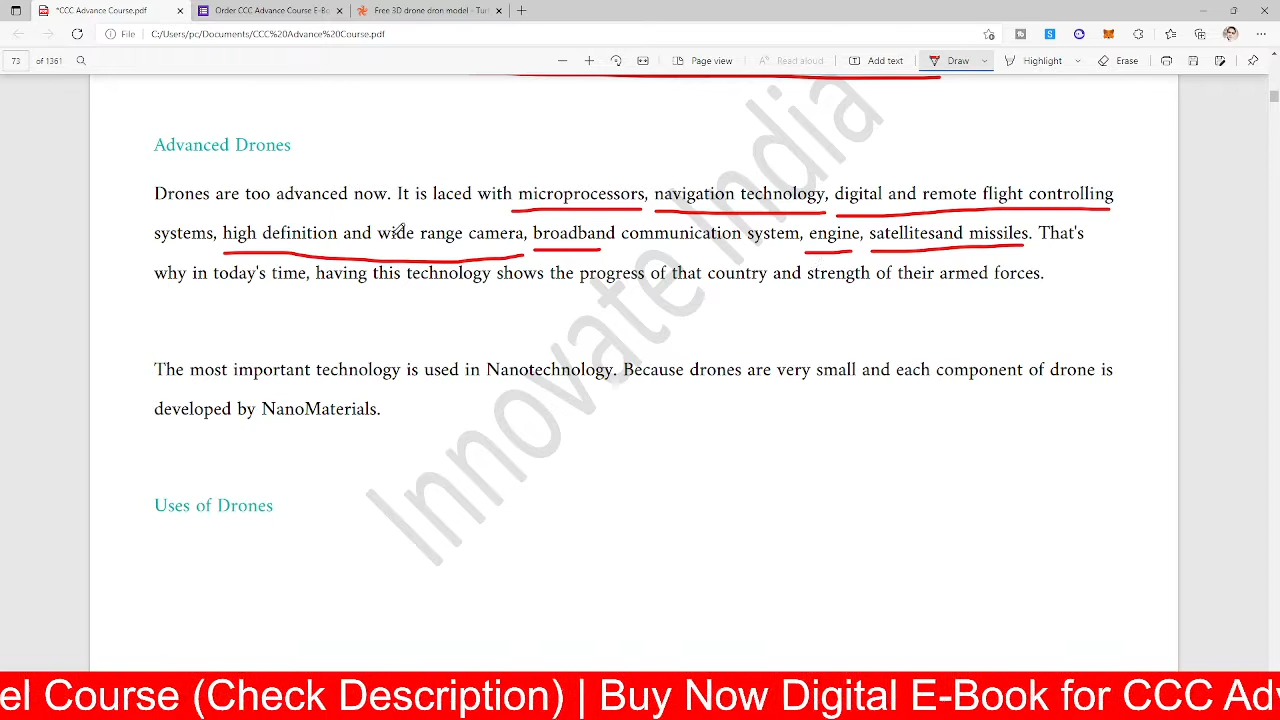 *CCC Advance Course.pdf
Order CCC Advance Course E-Bo
Free 3D drone dron model - Tur
File
C:/Users/pc/Documents/CCC%20Advance%20Course.pdf
73 of 1361
Page view
Read aloud
Add text
Draw
Highlight
Erase
Advanced Drones
Drones are too advanced now. It is laced with microprocessors, navigation technology, digital and remote flight controlling
systems, high definition and wide range camera, broadband communication system, engine, satellitesand missiles. That's
why in today's time, having this technology shows the progress of that country and strength of their armed forces.
The most important technology is used in Nanotechnology. Because drones are very small and each component of drone is
developed by NanoMaterials.
Uses of Drones
Innovate India
el Course (Check Description) | Buy Now Digital E-Book for CCC Ad